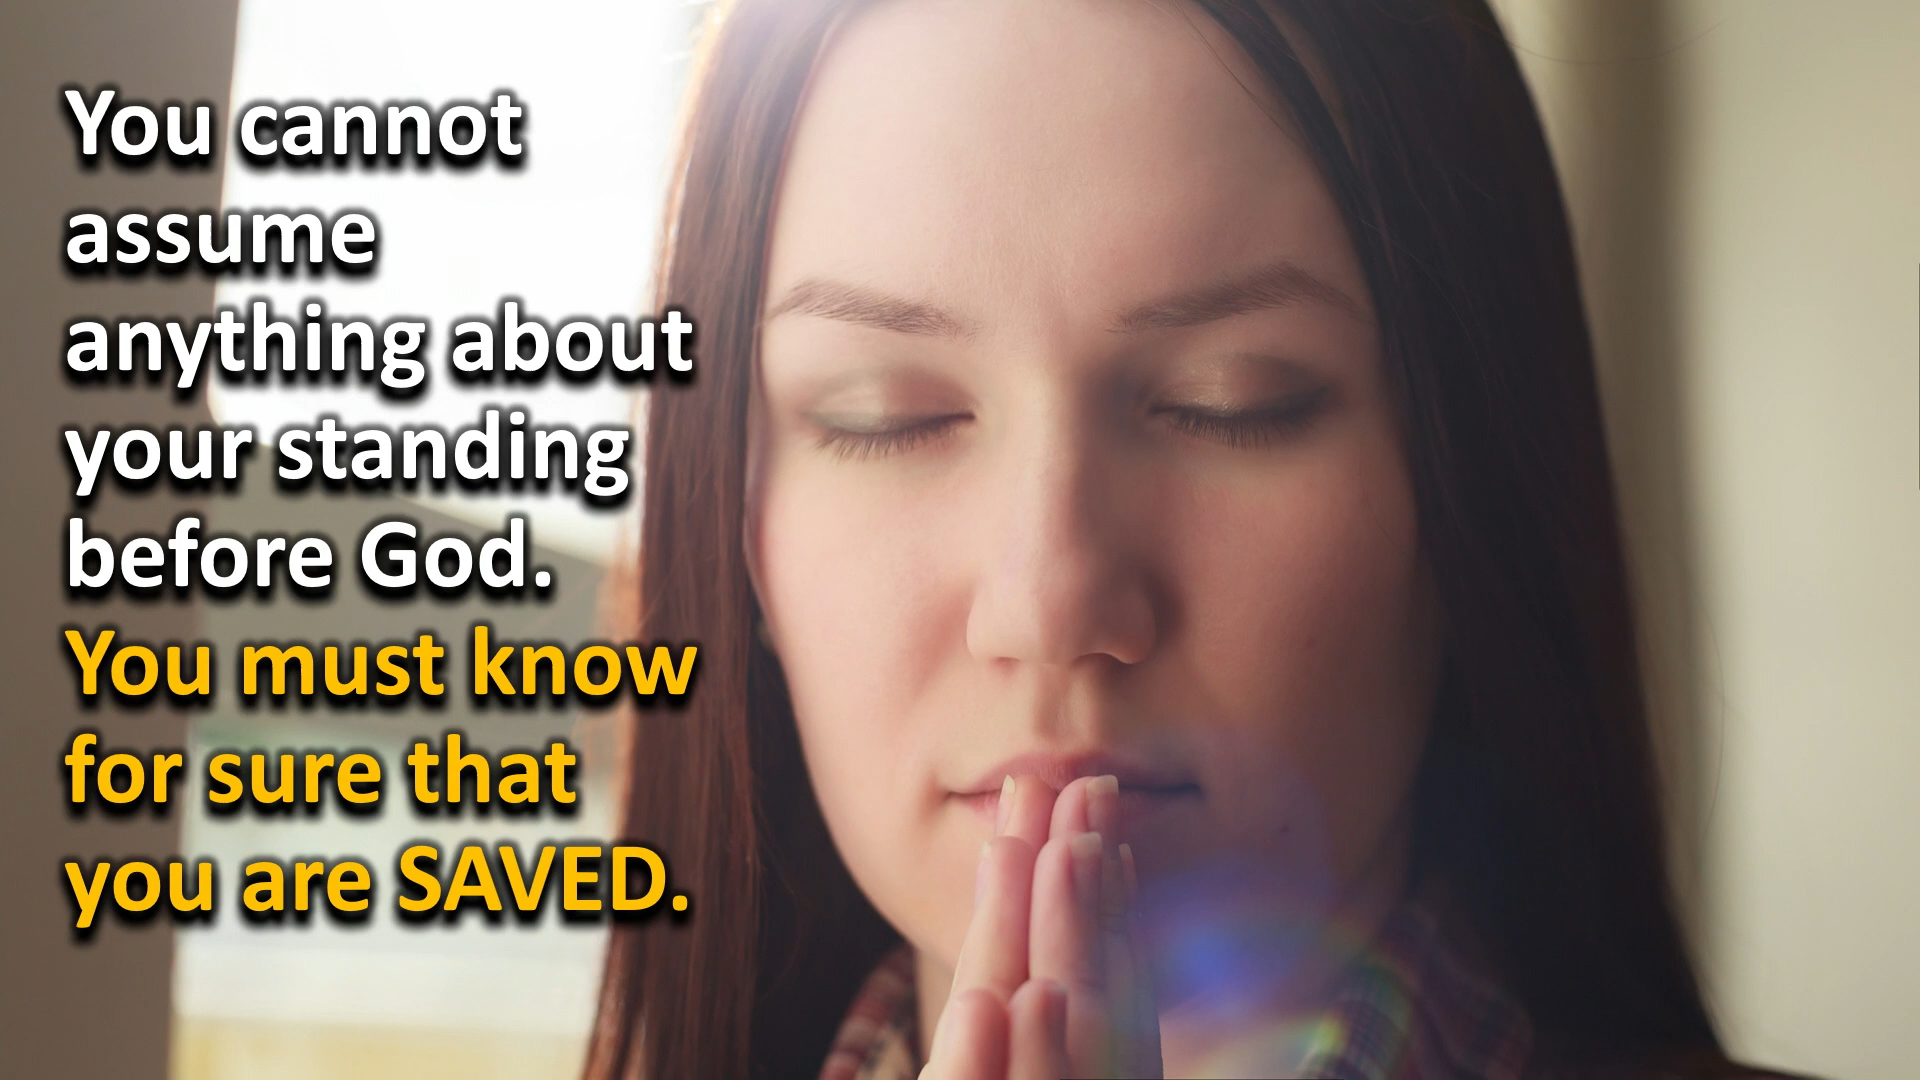 You cannot
assume
anything about
your standing
before God.
You must know
for sure that
you are SAVED.